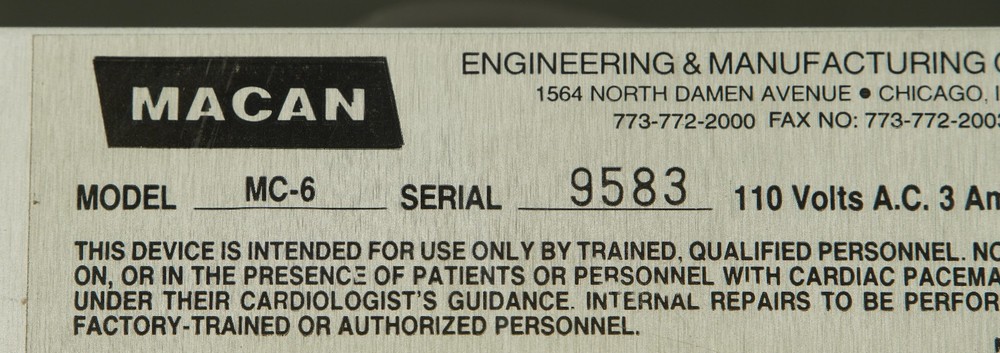 MACAN
ENGINEERING & MANUFACTURING
1564 NORTH DAMEN AVENUE • CHICAGO,
773-772-2000 FAX NO: 773-772-2003
MODEL MC-6 SERIAL 9583 110 Volts A.C. 3
THIS DEVICE IS INTENDED FOR USE ONLY BY TRAINED, QUALIFIED PERSONNEL.
ON, OR IN THE PRESENCE OF PATIENTS OR PERSONNEL WITH CARDIAC
UNDER THEIR CARDIOLOGIST'S GUIDANCE. INTERNAL REPAIRS TO BE
FACTORY-TRAINED OR AUTHORIZED PERSONNEL.